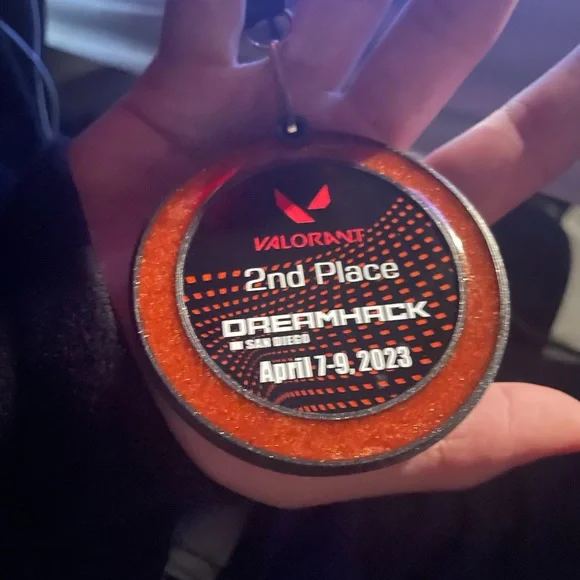 VALORANT
2nd Place
DREAMHACK
SAN DIEGO
April 7-9, 2023